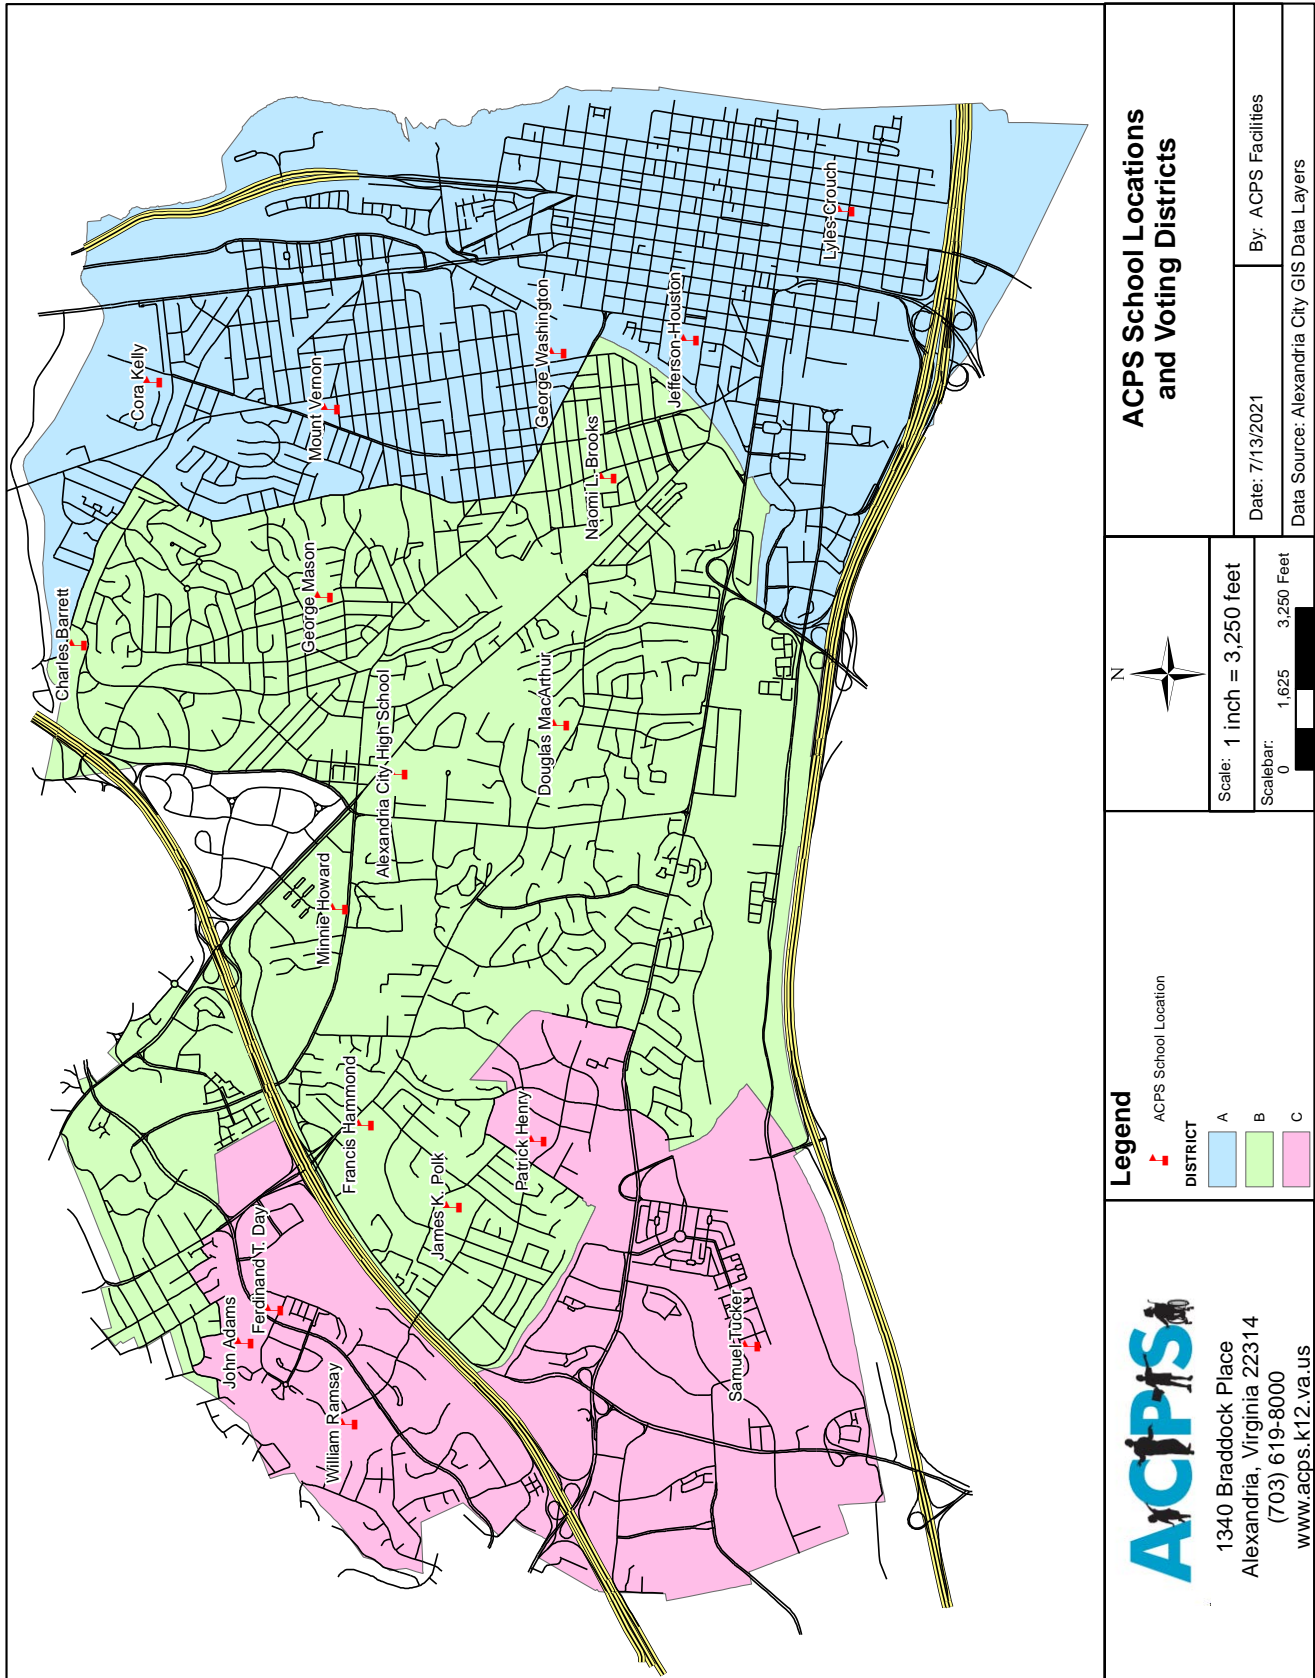 Cora Kelly
Mount Vernon
George Washington
Jefferson-Houston
Lyles-Crouch
Naomi L. Brooks
Charles Barrett
George Mason
Alexandria City High School
Douglas MacArthur
Minnie Howard
Francis Hammond
James K. Polk
Patrick Henry
Ferdinand T. Day
John Adams
William Ramsay
Samuel Tucker
ACPS
1340 Braddock Place
Alexandria, Virginia 22314
(703) 619-8000
www.acps.k12.va.us
Legend
ACPS School Location
DISTRICT
A
B
C
N
Scale: 1 inch = 3,250 feet
Scalebar:
0 1,625 3,250 Feet
ACPS School Locations
and Voting Districts
Date: 7/13/2021
By: ACPS Facilities
Data Source: Alexandria City GIS Data Layers